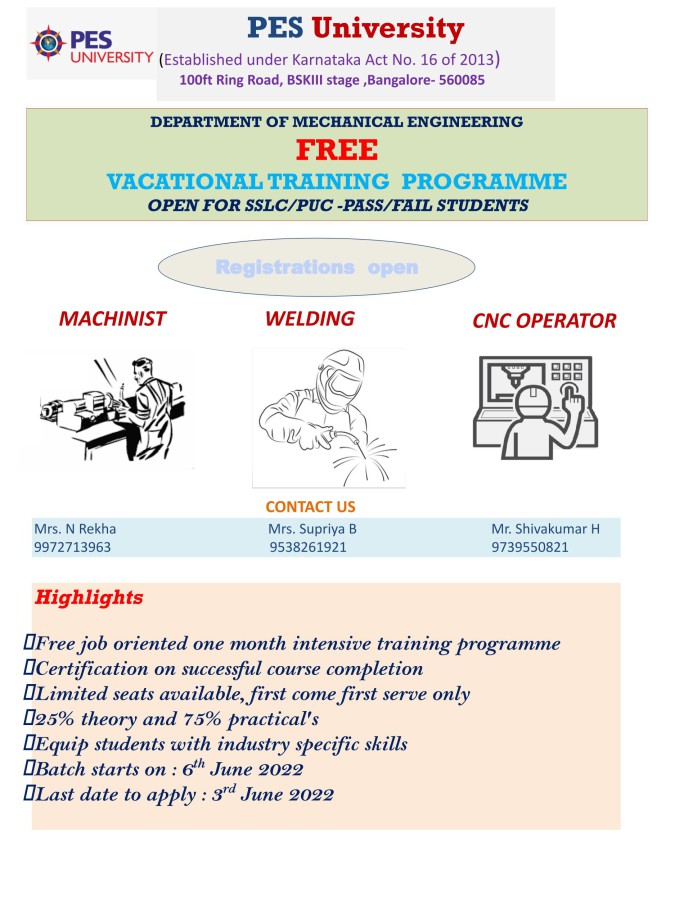 PES University
PES
UNIVERSITY
(Established under Karnataka Act No. 16 of 2013)
100ft Ring Road, BSKIII stage ,Bangalore- 560085
DEPARTMENT OF MECHANICAL ENGINEERING
FREE
VACATIONAL TRAINING PROGRAMME
OPEN FOR SSLC/PUC -PASS/FAIL STUDENTS
Registrations open
MACHINIST WELDING CNC OPERATOR
CONTACT US
Mrs. N Rekha Mrs. Supriya B Mr. Shivakumar H
9972713963 9538261921 9739550821
Highlights
Free job oriented one month intensive training programme
Certification on successful course completion
Limited seats available, first come first serve only
25% theory and 75% practical's
Equip students with industry specific skills
Batch starts on : 6th June 2022
Last date to apply : 3rd June 2022